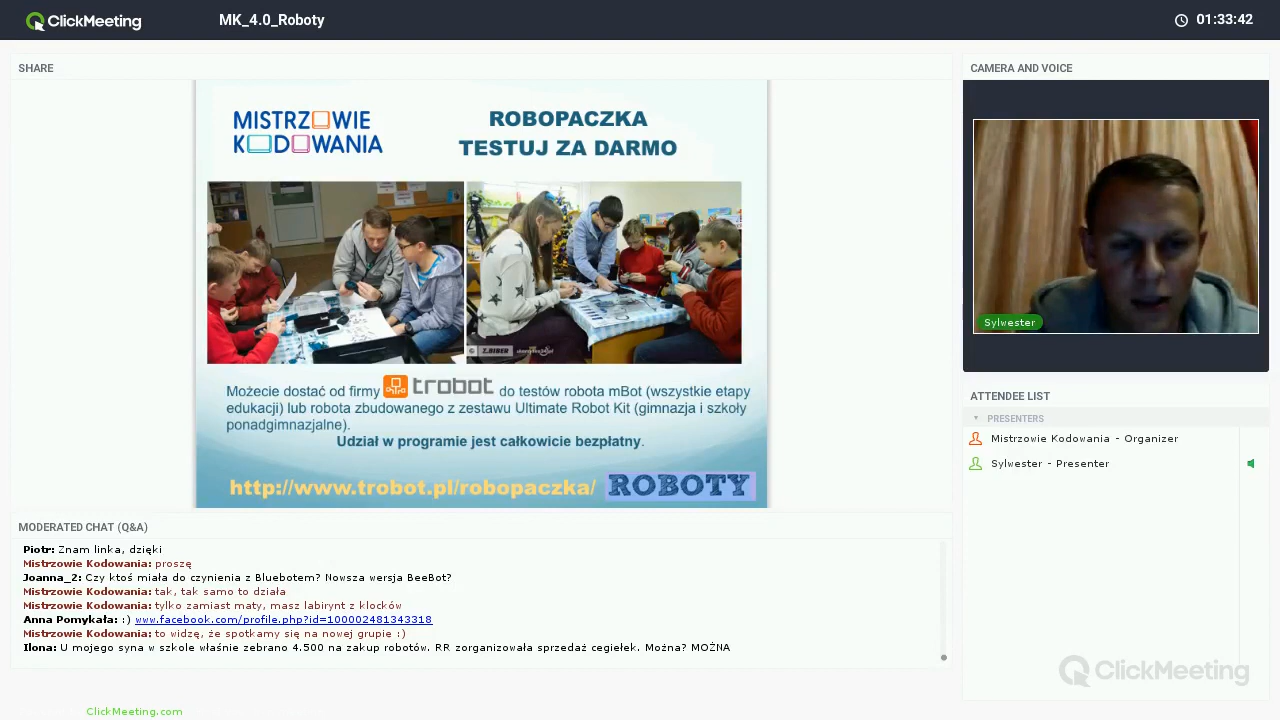 ClickMeeting
MK_4.0_Roboty
01:33:42
SHARE
MISTRZOWIE
KODOWANIA
ROBOPACZKA
TESTUJ ZA DARMO
Możecie dostać od firmy trobot do testów robota mBot (wszystkie etapy
edukacji) lub robota zbudowanego z zestawu Ultimate Robot Kit (gimnazja i szkoły
ponadgimnazjalne).
Udział w programie jest całkowicie bezpłatny.
http://www.trobot.pl/robopaczka/
ROBOTY
MODERATED CHAT (Q&A)
Piotr: Znam linka, dzięki
Mistrzowie Kodowania: proszę
Joanna_2: Czy ktoś miała do czynienia z Bluebotem? Nowsza wersja BeeBot?
Mistrzowie Kodowania: tak, tak samo to działa
Mistrzowie Kodowania: tylko zamiast maty, masz labirynt z klocków
Anna Pomykała: :) www.facebook.com/profile.php?id=100002481343318
Mistrzowie Kodowania: to widzę, że spotkamy się na nowej grupie :)
Ilona: U mojego syna w szkole właśnie zebrano 4.500 na zakup robotów. RR zorganizowała sprzedaż cegiełek. Można? MOŻNA
CAMERA AND VOICE
Sylwester
ATTENDEE LIST
PRESENTERS
Mistrzowie Kodowania - Organizer
Sylwester - Presenter
ClickMeeting
ClickMeeting.com